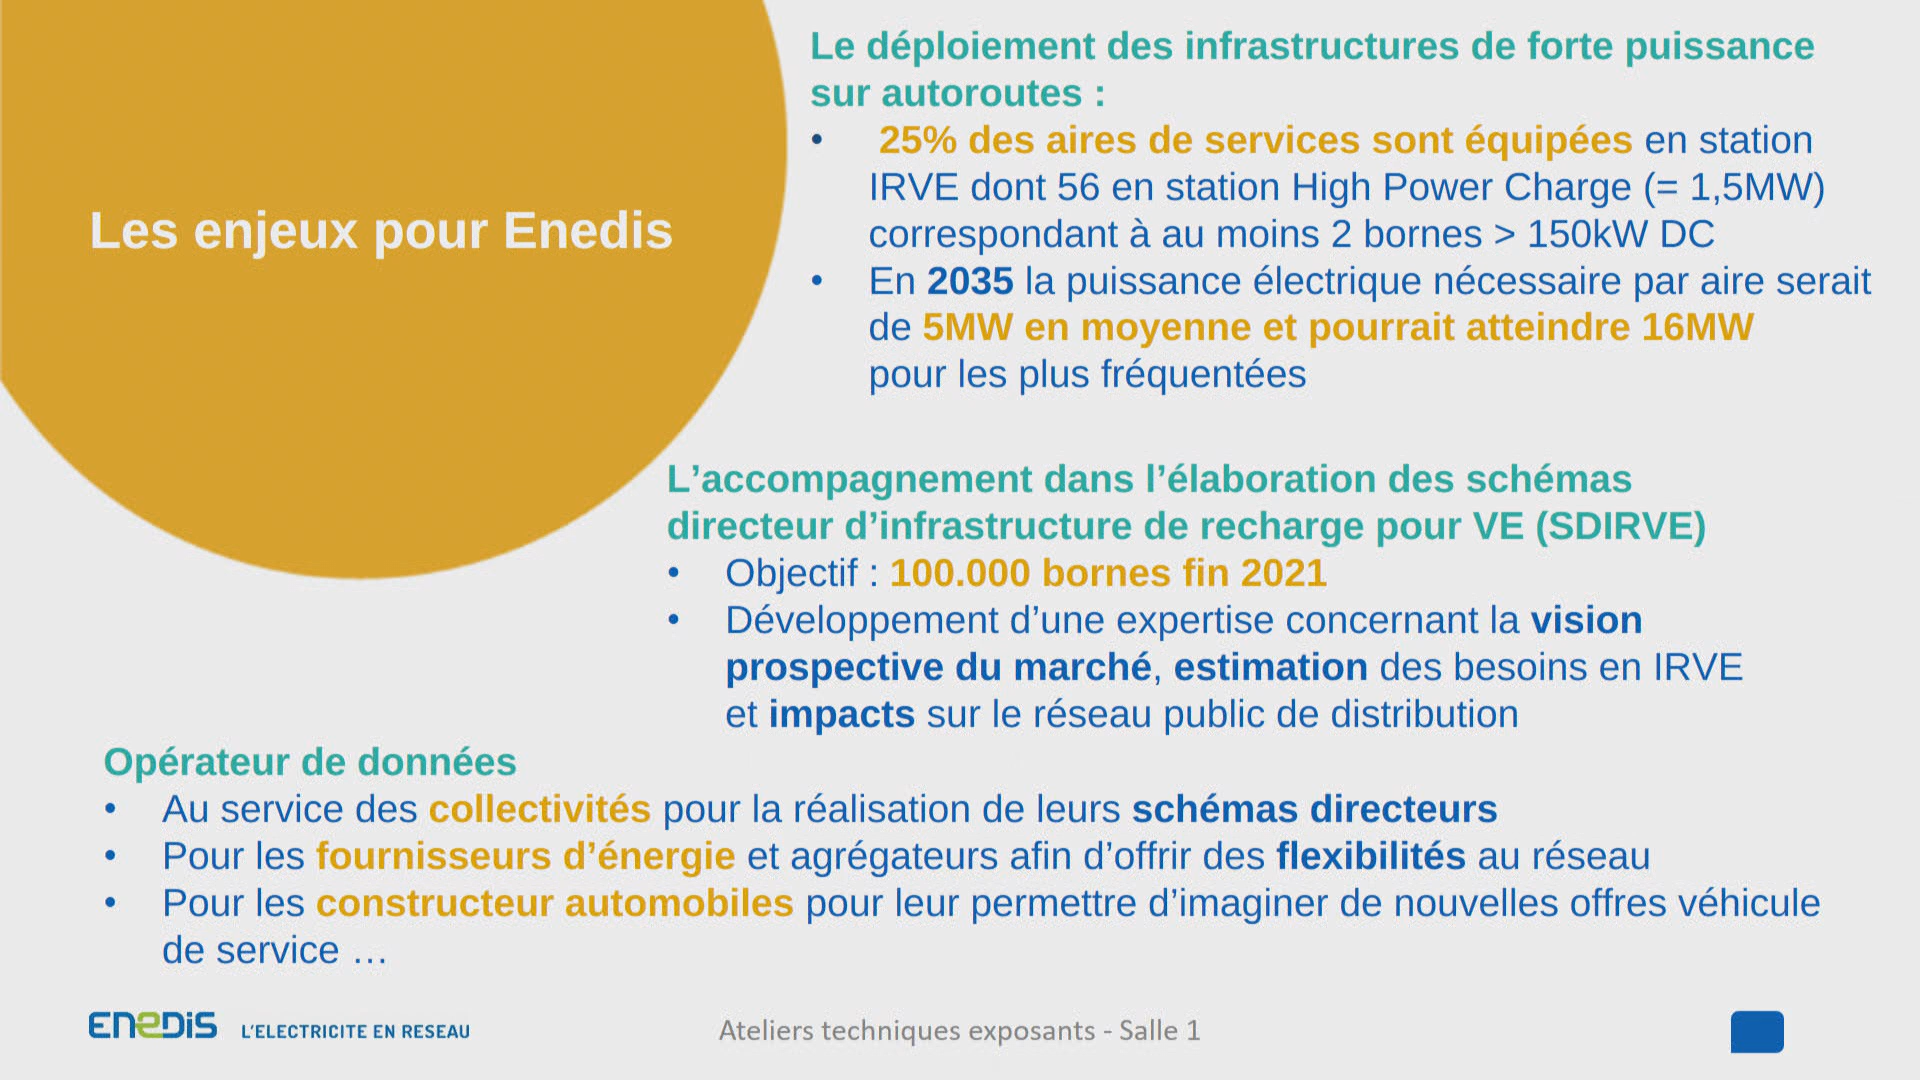 Les enjeux pour Enedis
Le déploiement des infrastructures de forte puissance
sur autoroutes :
• 25% des aires de services sont équipées en station
IRVE dont 56 en station High Power Charge (= 1,5MW)
correspondant à au moins 2 bornes > 150kW DC
• En 2035 la puissance électrique nécessaire par aire serait
de 5MW en moyenne et pourrait atteindre 16MW
pour les plus fréquentées
L’accompagnement dans l’élaboration des schémas
directeur d’infrastructure de recharge pour VE (SDIRVE)
• Objectif : 100.000 bornes fin 2021
• Développement d’une expertise concernant la vision
prospective du marché, estimation des besoins en IRVE
et impacts sur le réseau public de distribution
Opérateur de données
• Au service des collectivités pour la réalisation de leurs schémas directeurs
• Pour les fournisseurs d’énergie et agrégateurs afin d’offrir des flexibilités au réseau
• Pour les constructeur automobiles pour leur permettre d’imaginer de nouvelles offres véhicule
de service …
ENEDIS L’ELECTRICITE EN RESEAU
Ateliers techniques exposants - Salle 1